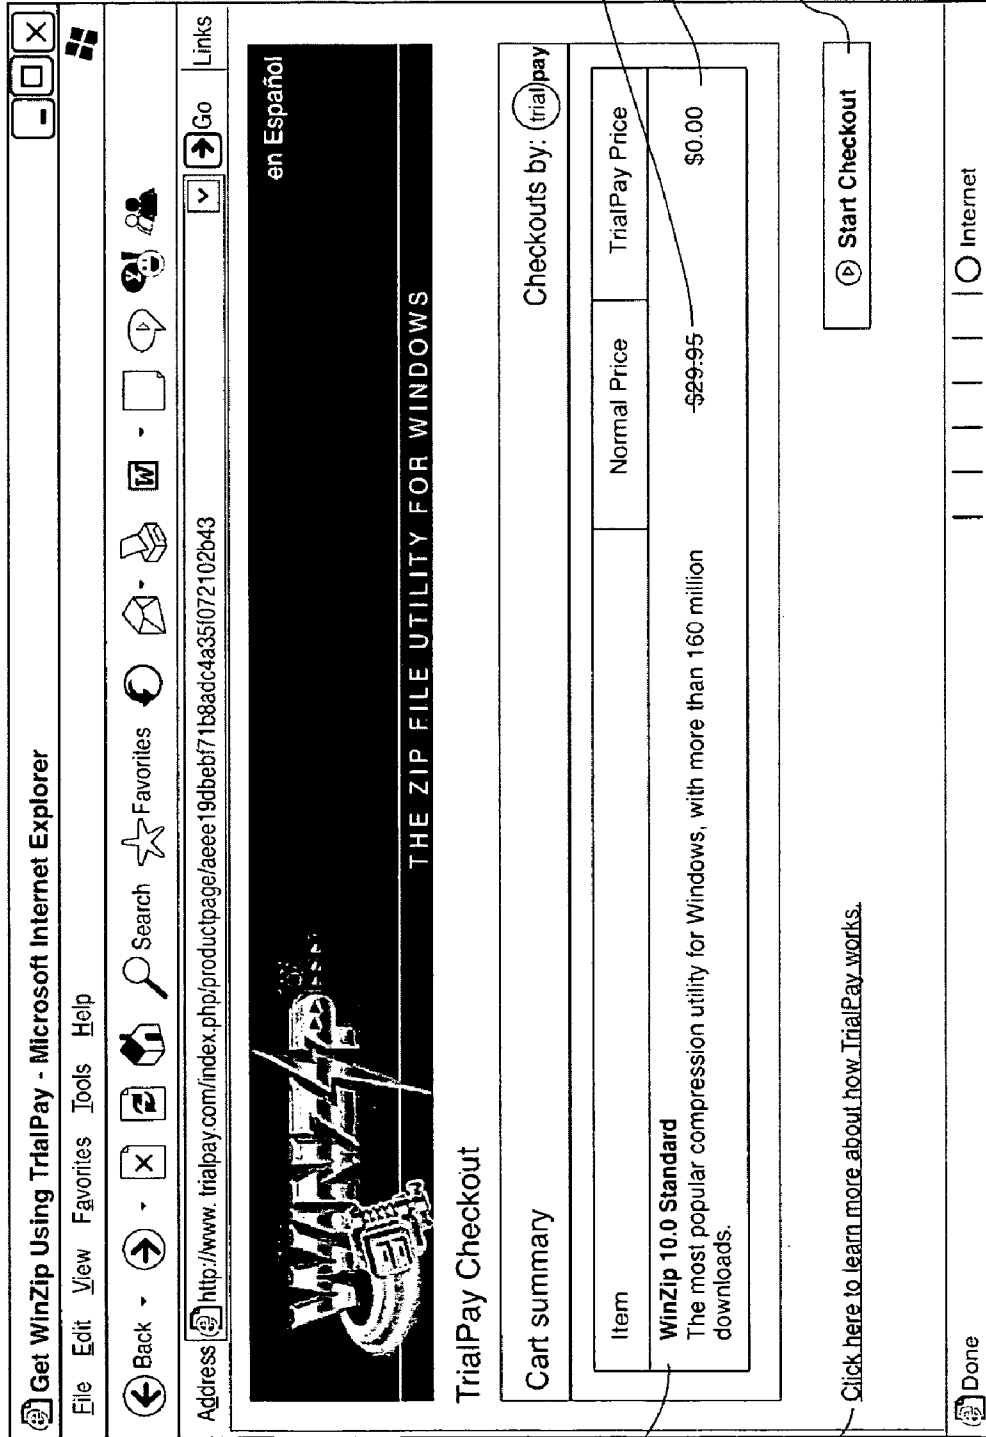 Get WinZip Using TrialPay - Microsoft Internet Explorer
File Edit View Favorites Tools Help
Back Search Favorites W
Address http://www.trialpay.com/index.php/productpage/aeee19dbebf71b8adc4a35f072102b43 Go Links
en Español
THE ZIP FILE UTILITY FOR WINDOWS
TrialPay Checkout
Cart summary Checkouts by: trialpay
Item Normal Price TrialPay Price
WinZip 10.0 Standard
The most popular compression utility for Windows, with more than 160 million $29.95 $0.00
downloads.
Click here to learn more about how TrialPay works.
Start Checkout
Done Internet